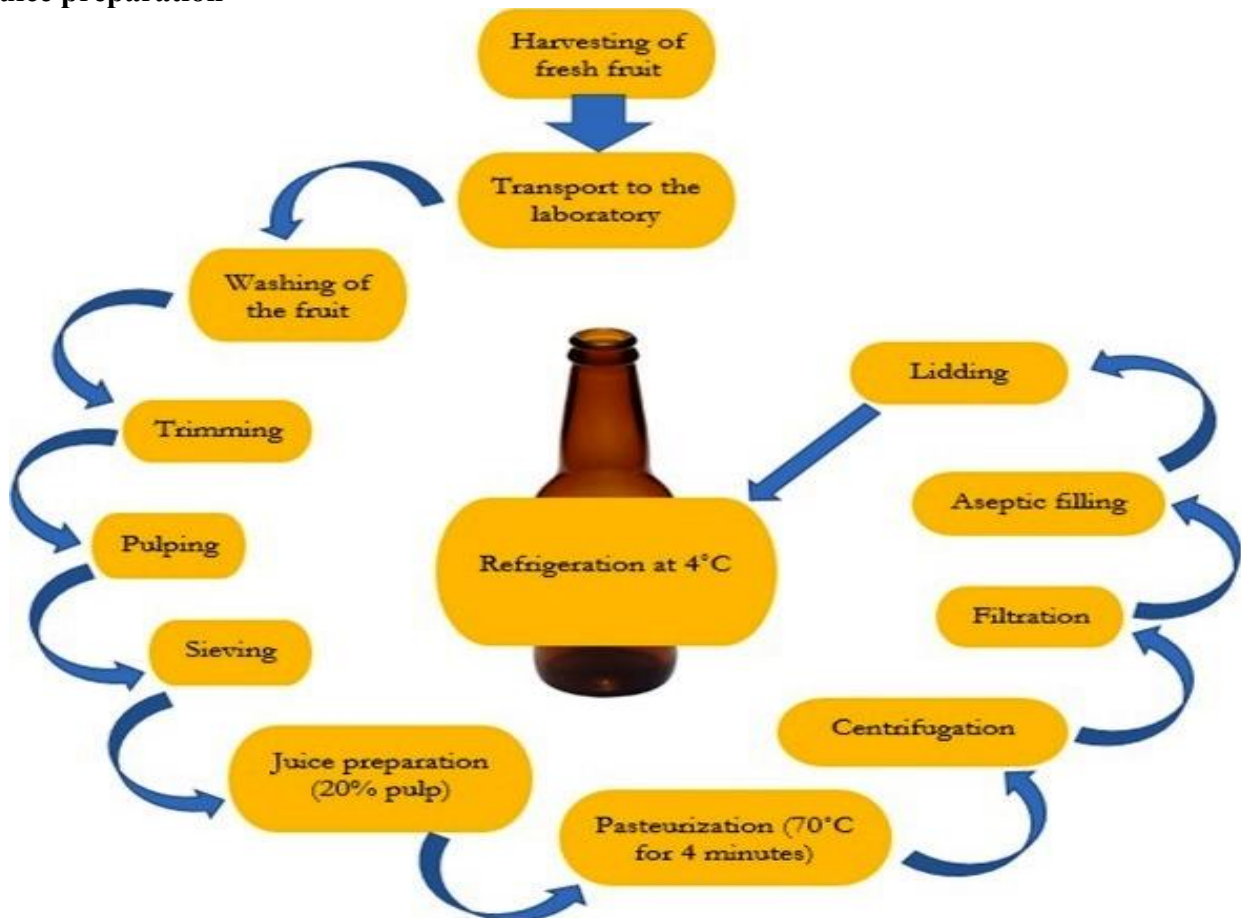 Harvesting of
fresh fruit
Transport to the
laboratory
Washing of
the fruit
Trimming
Pulping
Sieving
Juice preparation
(20% pulp)
Pasteurization (70°C
for 4 minutes)
Centrifugation
Filtration
Aseptic filling
Lidding
Refrigeration at 4°C